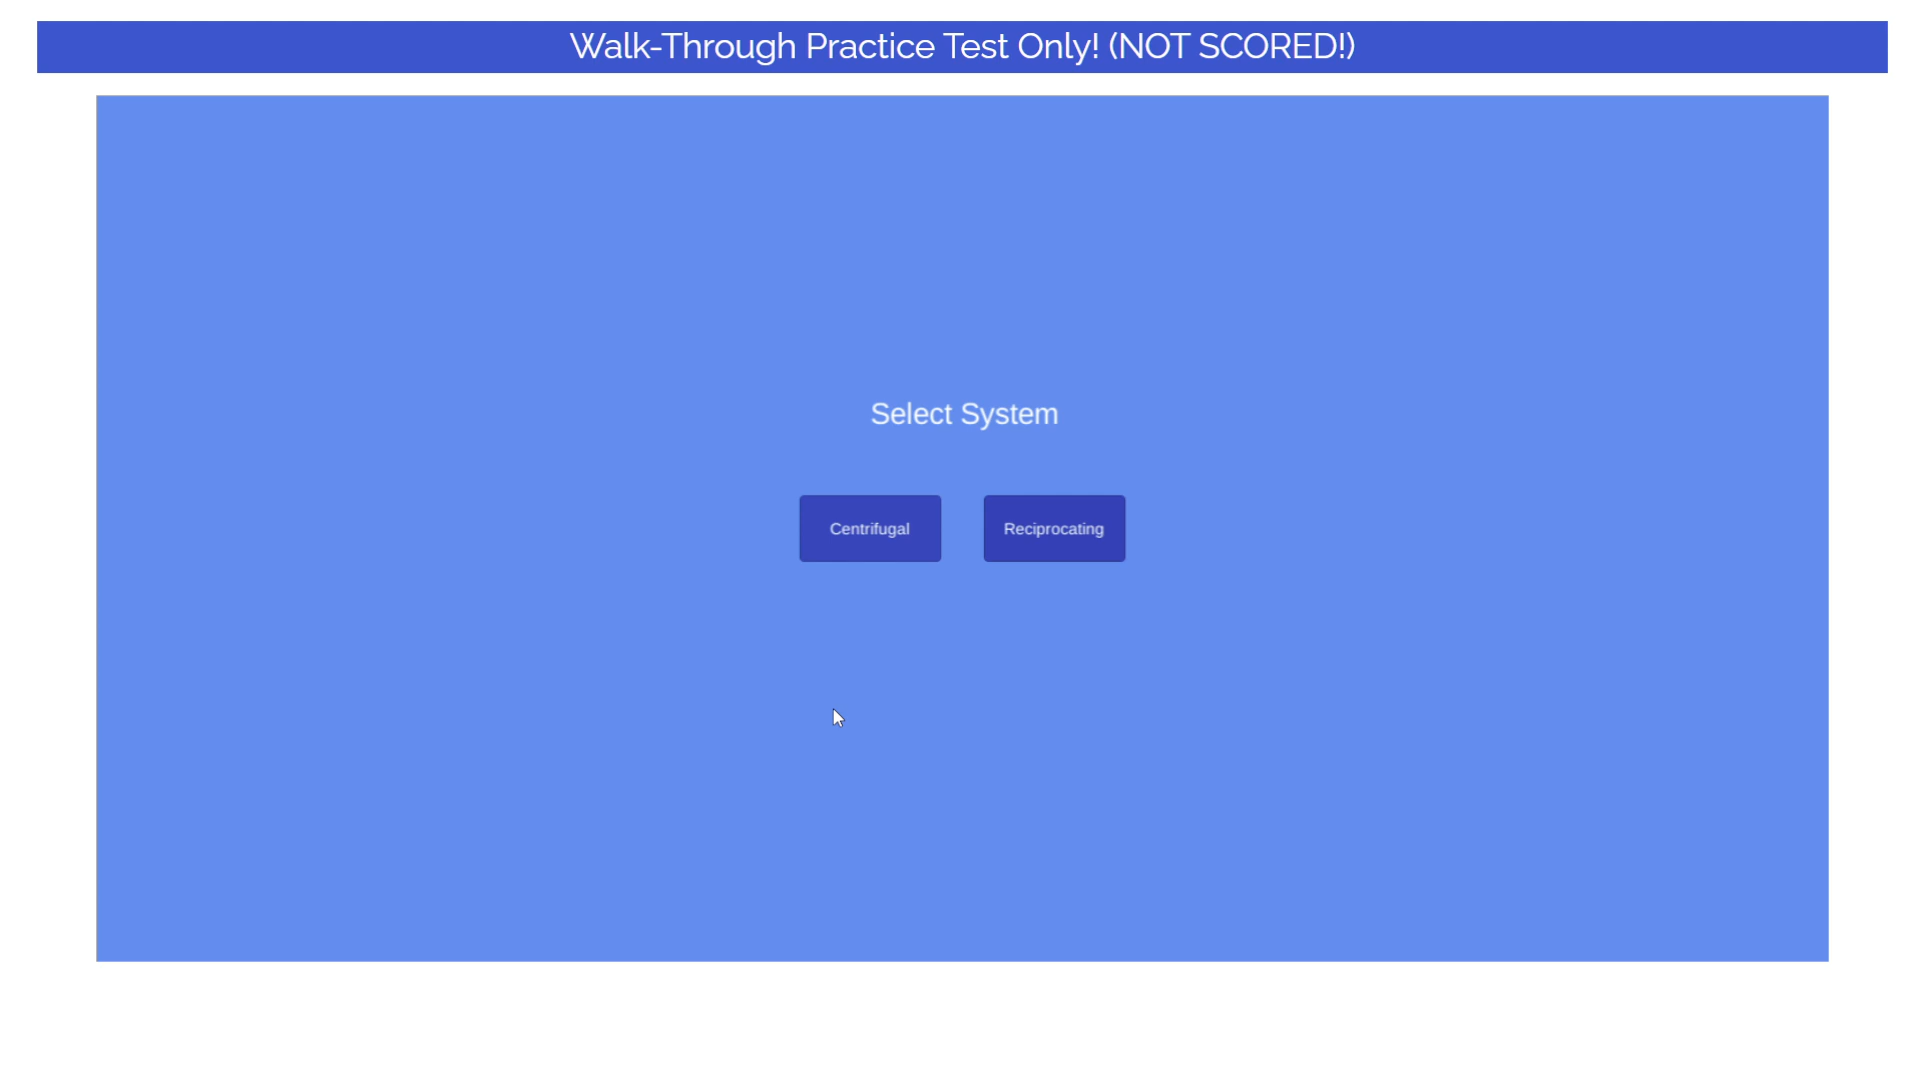 Walk-Through Practice Test Only! (NOT SCORED!)
Select System
Centrifugal
Reciprocating